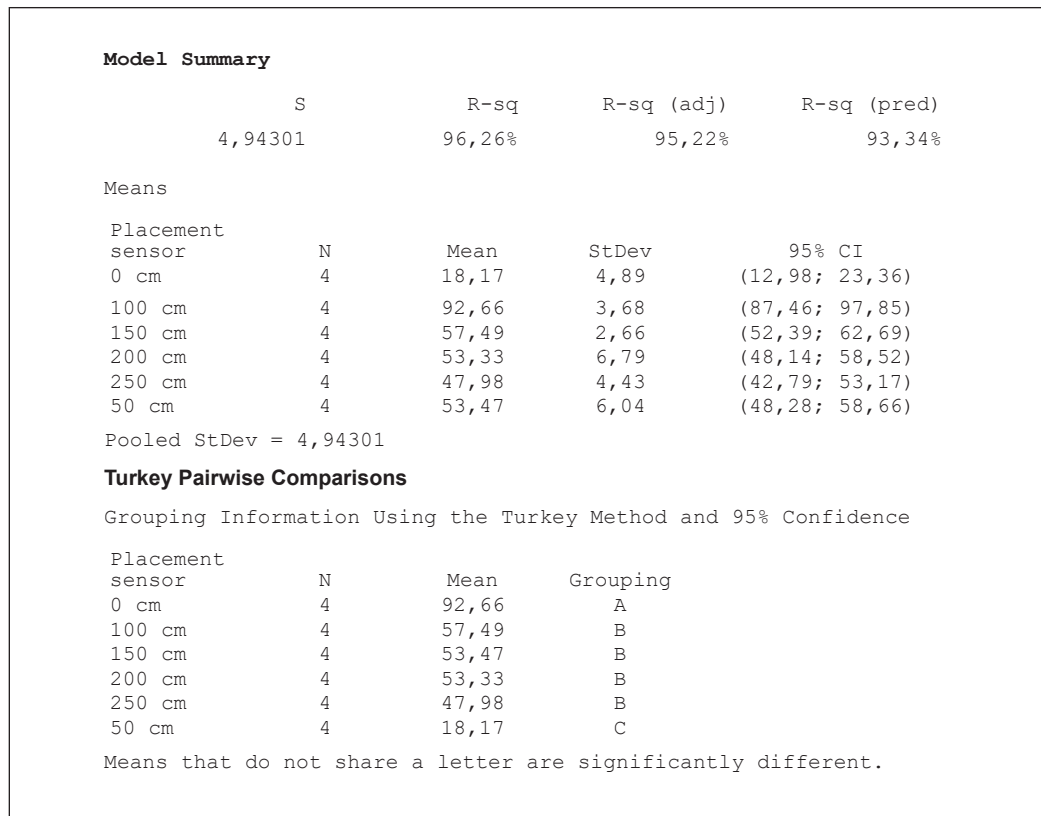 Model Summary
S R-sq R-sq (adj) R-sq (pred)
4,94301 96,26% 95,22% 93,34%
Means
Placement
sensor N Mean StDev 95% CI
0 cm 4 18,17 4,89 (12,98; 23,36)
100 cm 4 92,66 3,68 (87,46; 97,85)
150 cm 4 57,49 2,66 (52,39; 62,69)
200 cm 4 53,33 6,79 (48,14; 58,52)
250 cm 4 47,98 4,43 (42,79; 53,17)
50 cm 4 53,47 6,04 (48,28; 58,66)
Pooled StDev = 4,94301
Turkey Pairwise Comparisons
Grouping Information Using the Turkey Method and 95% Confidence
Placement
sensor N Mean Grouping
0 cm 4 92,66 A
100 cm 4 57,49 B
150 cm 4 53,47 B
200 cm 4 53,33 B
250 cm 4 47,98 B
50 cm 4 18,17 C
Means that do not share a letter are significantly different.